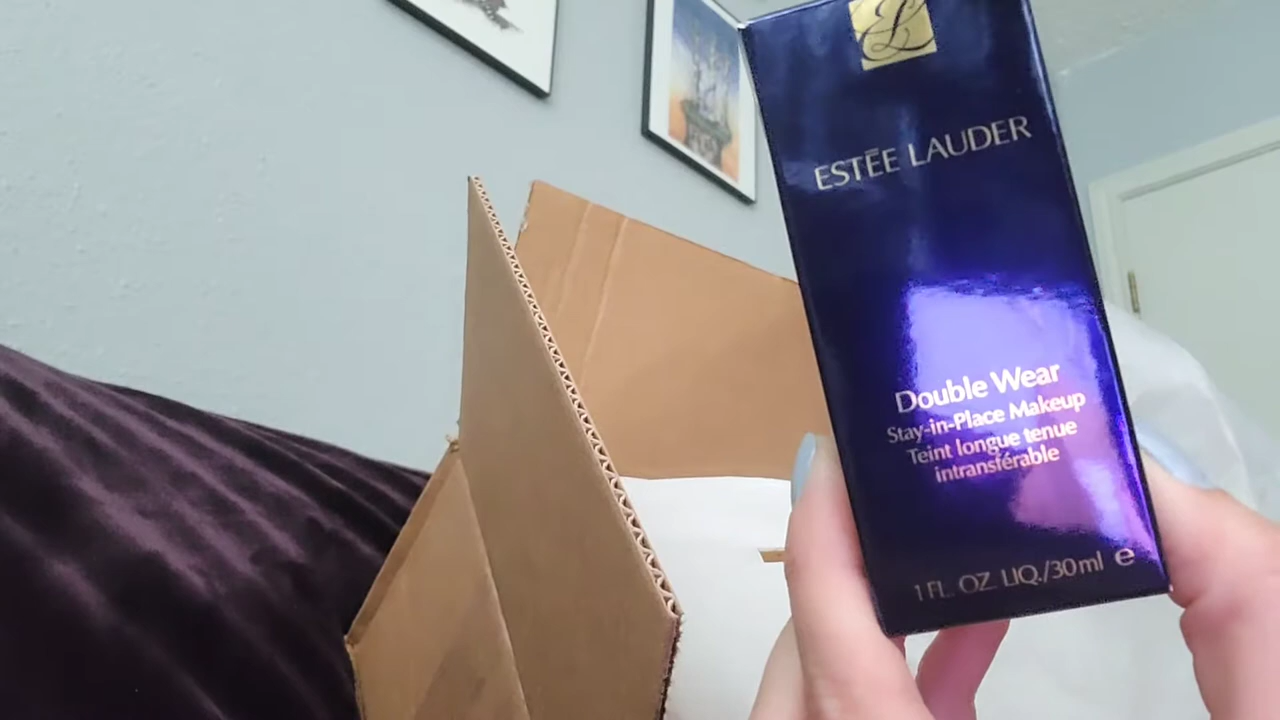 ESTĒE LAUDER
Double Wear
Stay-in-Place Makeup
Teint longue tenue
intransférable
1 FL. OZ. LIQ./30ml e